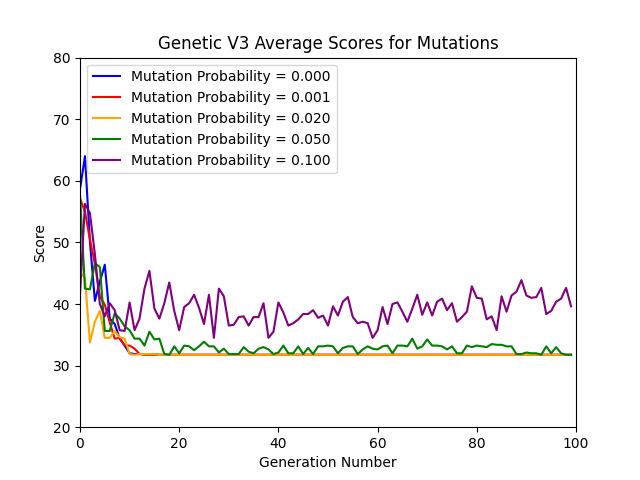 Genetic V3 Average Scores for Mutations
80
70
60
50
40
30
20
Score
Mutation Probability = 0.000
Mutation Probability = 0.001
Mutation Probability = 0.020
Mutation Probability = 0.050
Mutation Probability = 0.100
0 20 40 60 80 100
Generation Number